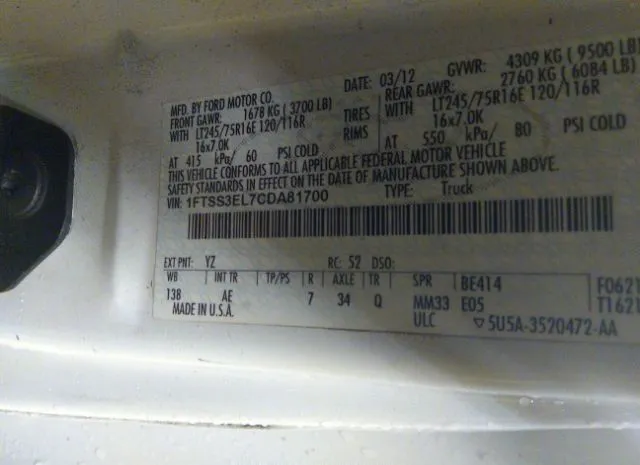 MFD. BY FORD MOTOR CO.
DATE: 03/12 GVWR: 4309 KG ( 9500 LB)
FRONT GAWR: 1678 KG ( 3700 LB) REAR GAWR: 2760 KG ( 6084 LB)
WITH LT245/75R16E 120/116R TIRES WITH LT245/75R16E 120/116R
16x7.0K RIMS 16x7.0K
AT 415 kPa/ 60 PSI COLD AT 550 kPa/ 80 PSI COLD
THIS VEHICLE CONFORMS TO ALL APPLICABLE FEDERAL MOTOR VEHICLE
SAFETY STANDARDS IN EFFECT ON THE DATE OF MANUFACTURE SHOWN ABOVE.
VIN: 1FTSS3EL7CDA81700 TYPE: Truck
EXT PNT: YZ RC: 52 DSO:
WB INT TR TP/PS R AXLE TR SPR BE414 F0621
138 AE 7 34 Q MM33 E05 T1621
MADE IN U.S.A. ULC ▽5U5A-3520472-AA